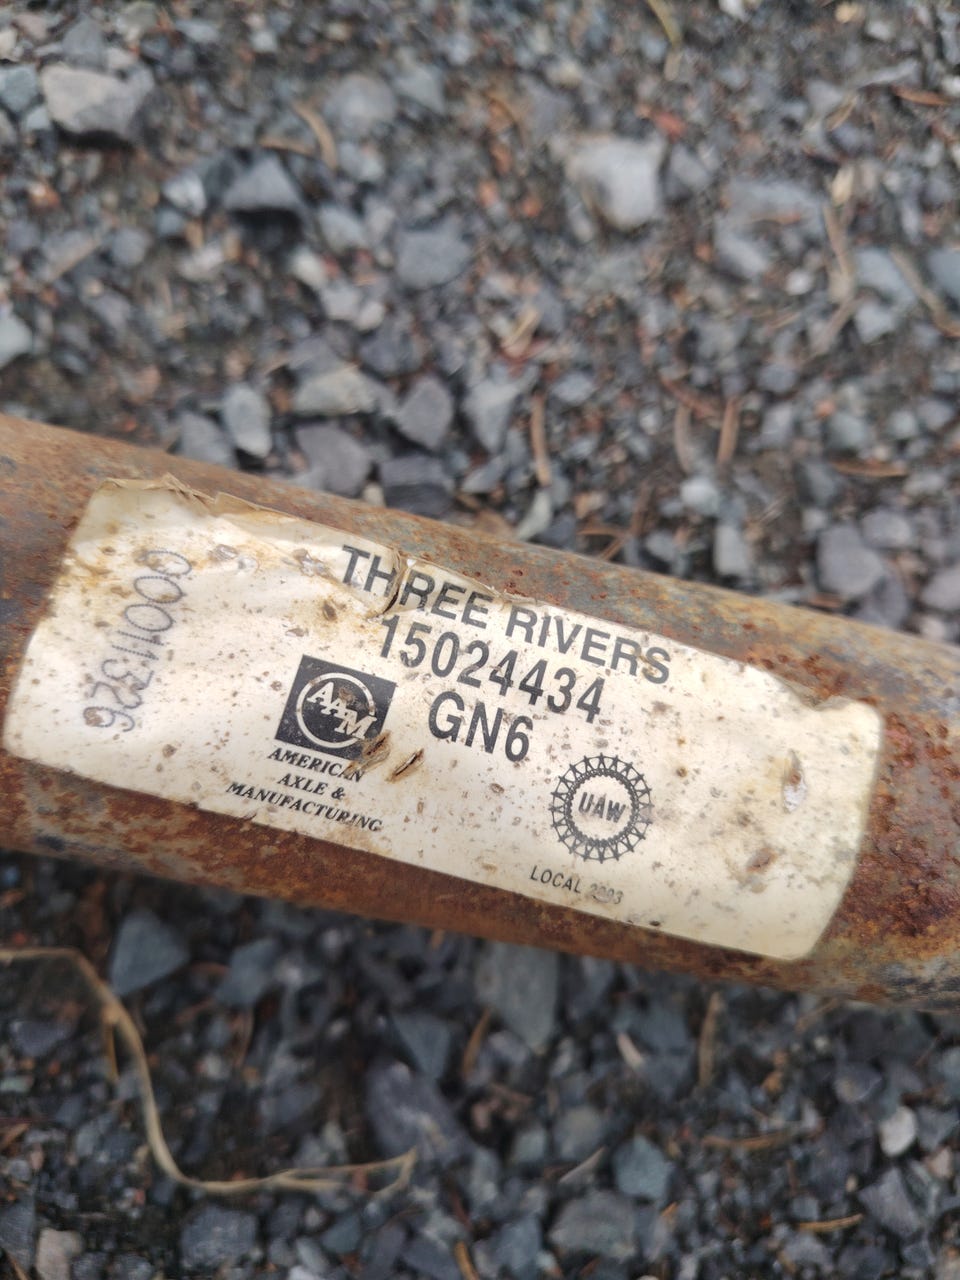 THREE RIVERS
15024434
GN6
AAM
AMERICAN
AXLE &
MANUFACTURING
UAW
LOCAL 2093
00011326